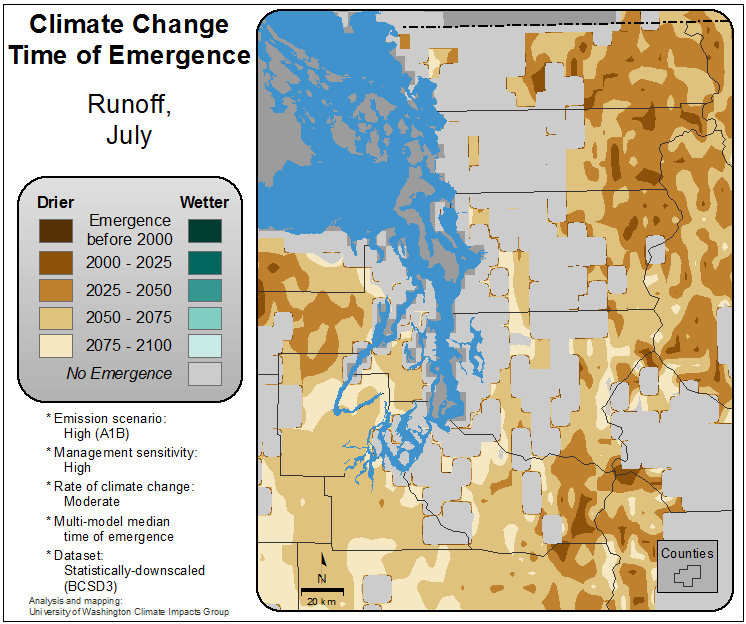 Climate Change
Time of Emergence
Runoff,
July
Drier
Wetter
Emergence
before 2000
2000 - 2025
2025 - 2050
2050 - 2075
2075 - 2100
No Emergence
* Emission scenario:
High (A1B)
* Management sensitivity:
High
* Rate of climate change:
Moderate
* Multi-model median
time of emergence
* Dataset:
Statistically-downscaled
(BCSD3)
Analysis and mapping:
University of Washington Climate Impacts Group
N
20 km
Counties